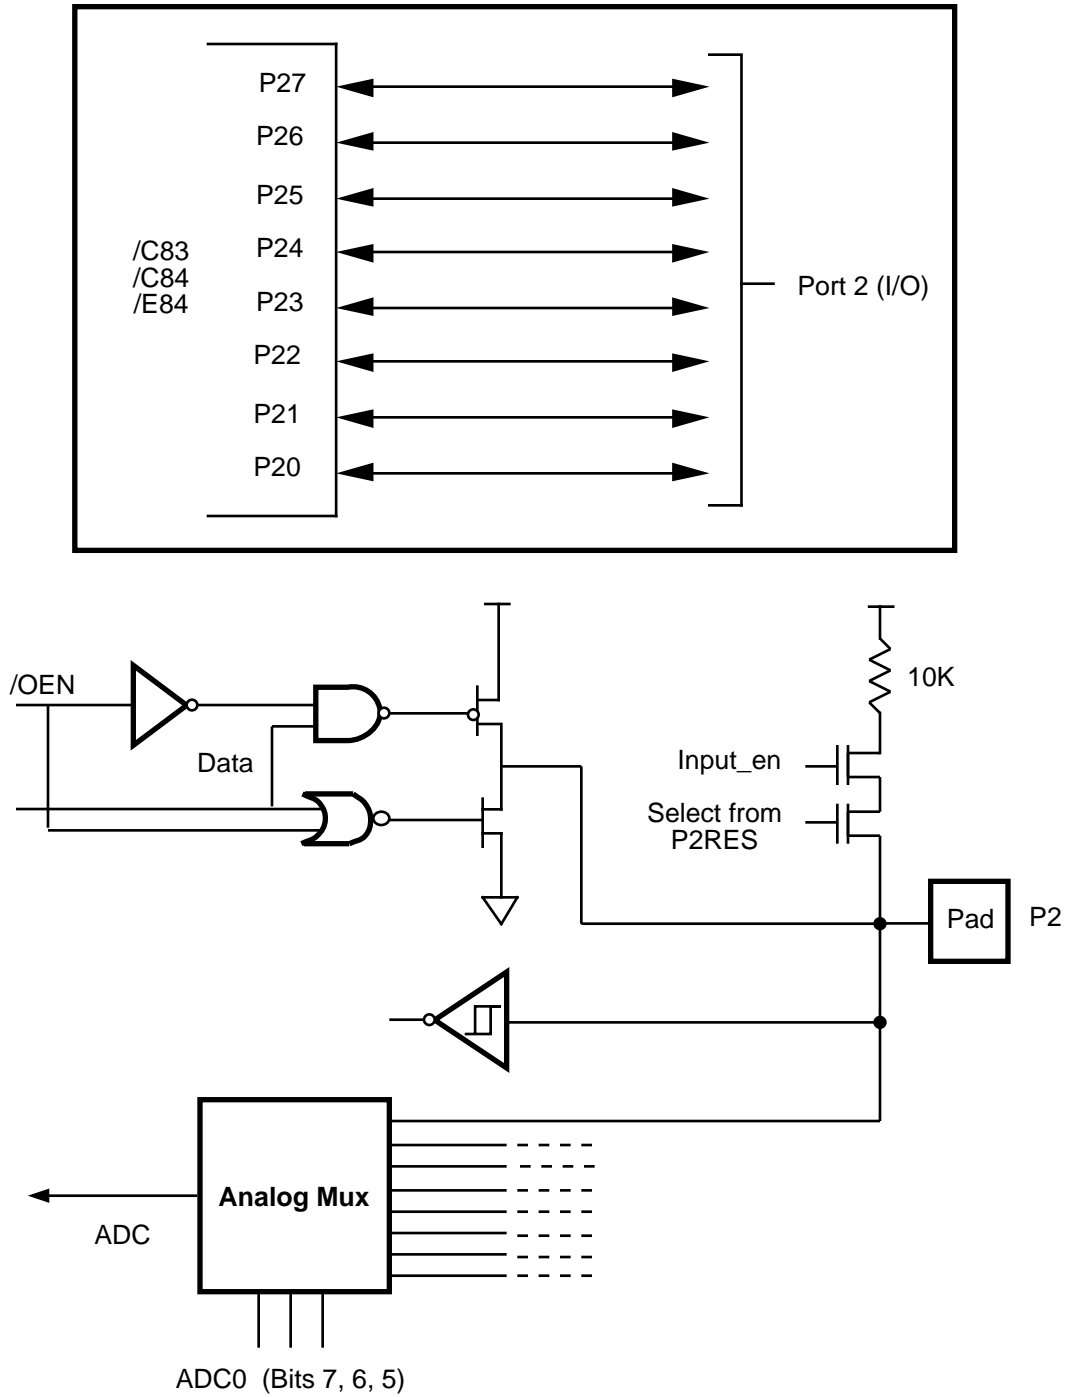 P27
P26
P25
/C83
/C84
/E84
P24
P23
Port 2 (I/O)
P22
P21
P20
/OEN
Data
10K
Input_en
Select from
P2RES
Pad
P2
Analog Mux
ADC
ADC0 (Bits 7, 6, 5)